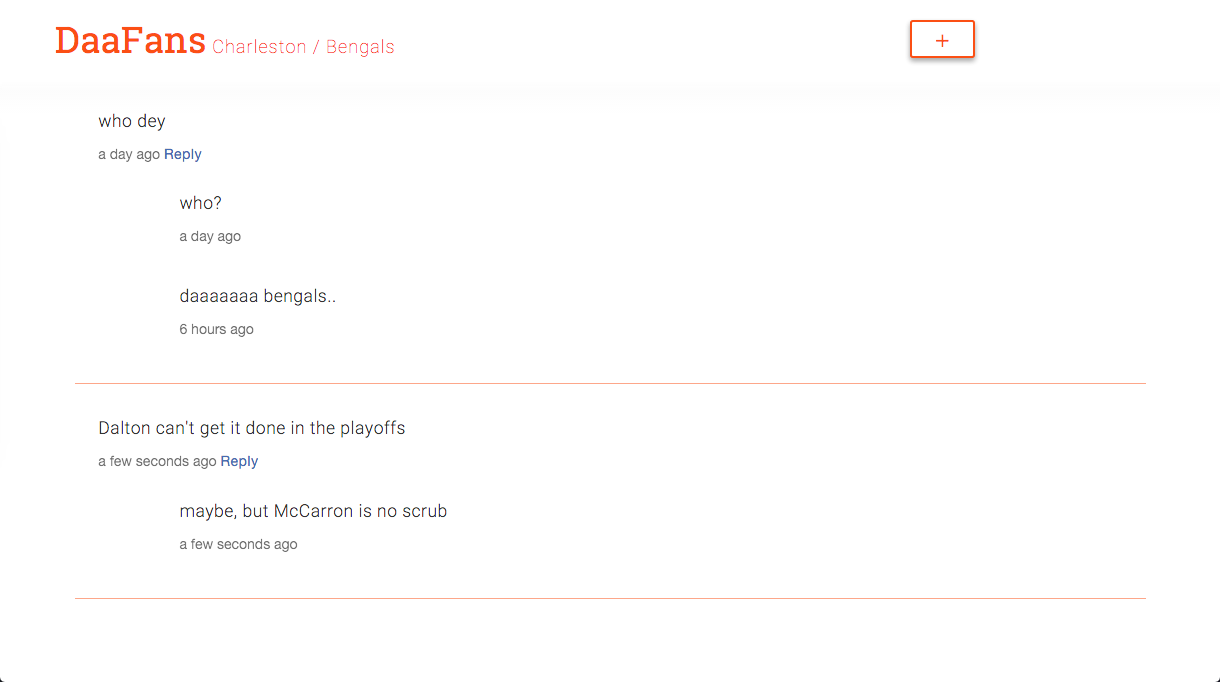 DaaFans Charleston / Bengals
+
who dey
a day ago Reply
who?
a day ago
daaaaaaa bengals..
6 hours ago
Dalton can't get it done in the playoffs
a few seconds ago Reply
maybe, but McCarron is no scrub
a few seconds ago